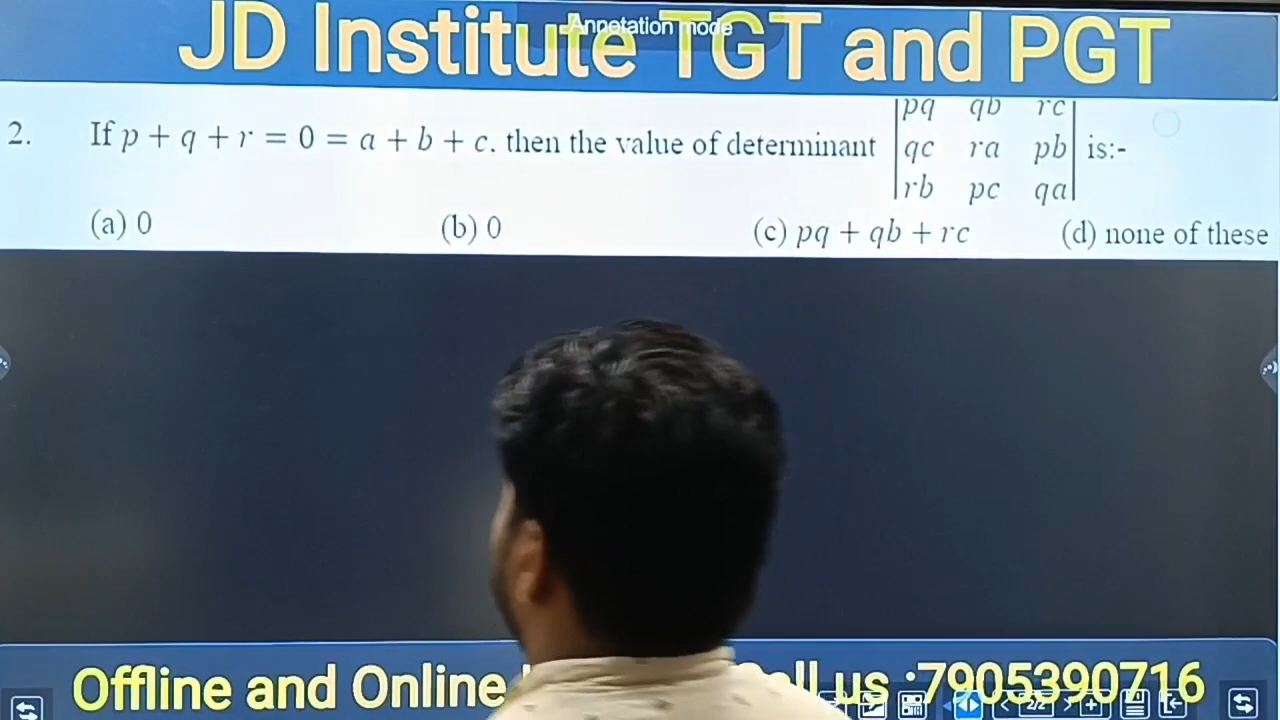 JD Institute TGT and PGT
Annotation mode
2. If p + q + r = 0 = a + b + c. then the value of determinant |pq qb rc| is:-
|qc ra pb|
|rb pc qa|
(a) 0 (b) 0 (c) pq + qb + rc (d) none of these
Offline and Online us :7905390716
2/2